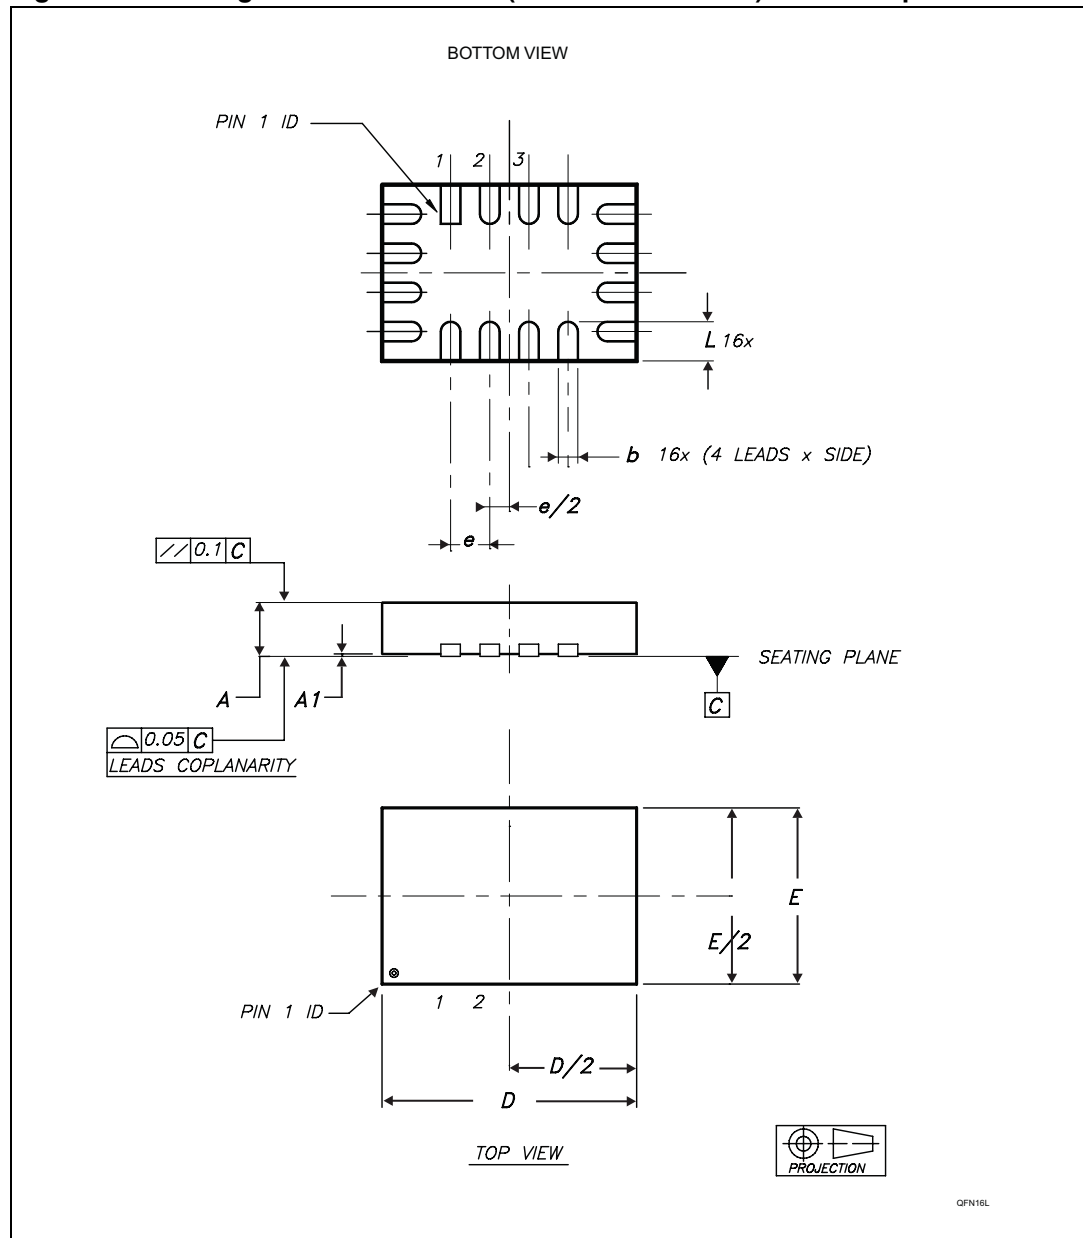 BOTTOM VIEW
PIN 1 ID
1 2 3
L 16x
b 16x (4 LEADS x SIDE)
e/2
e
// 0.1 C
SEATING PLANE
A A1
C
0.05 C
LEADS COPLANARITY
E
E/2
1 2
PIN 1 ID
D/2
D
TOP VIEW
PROJECTION
QFN16L